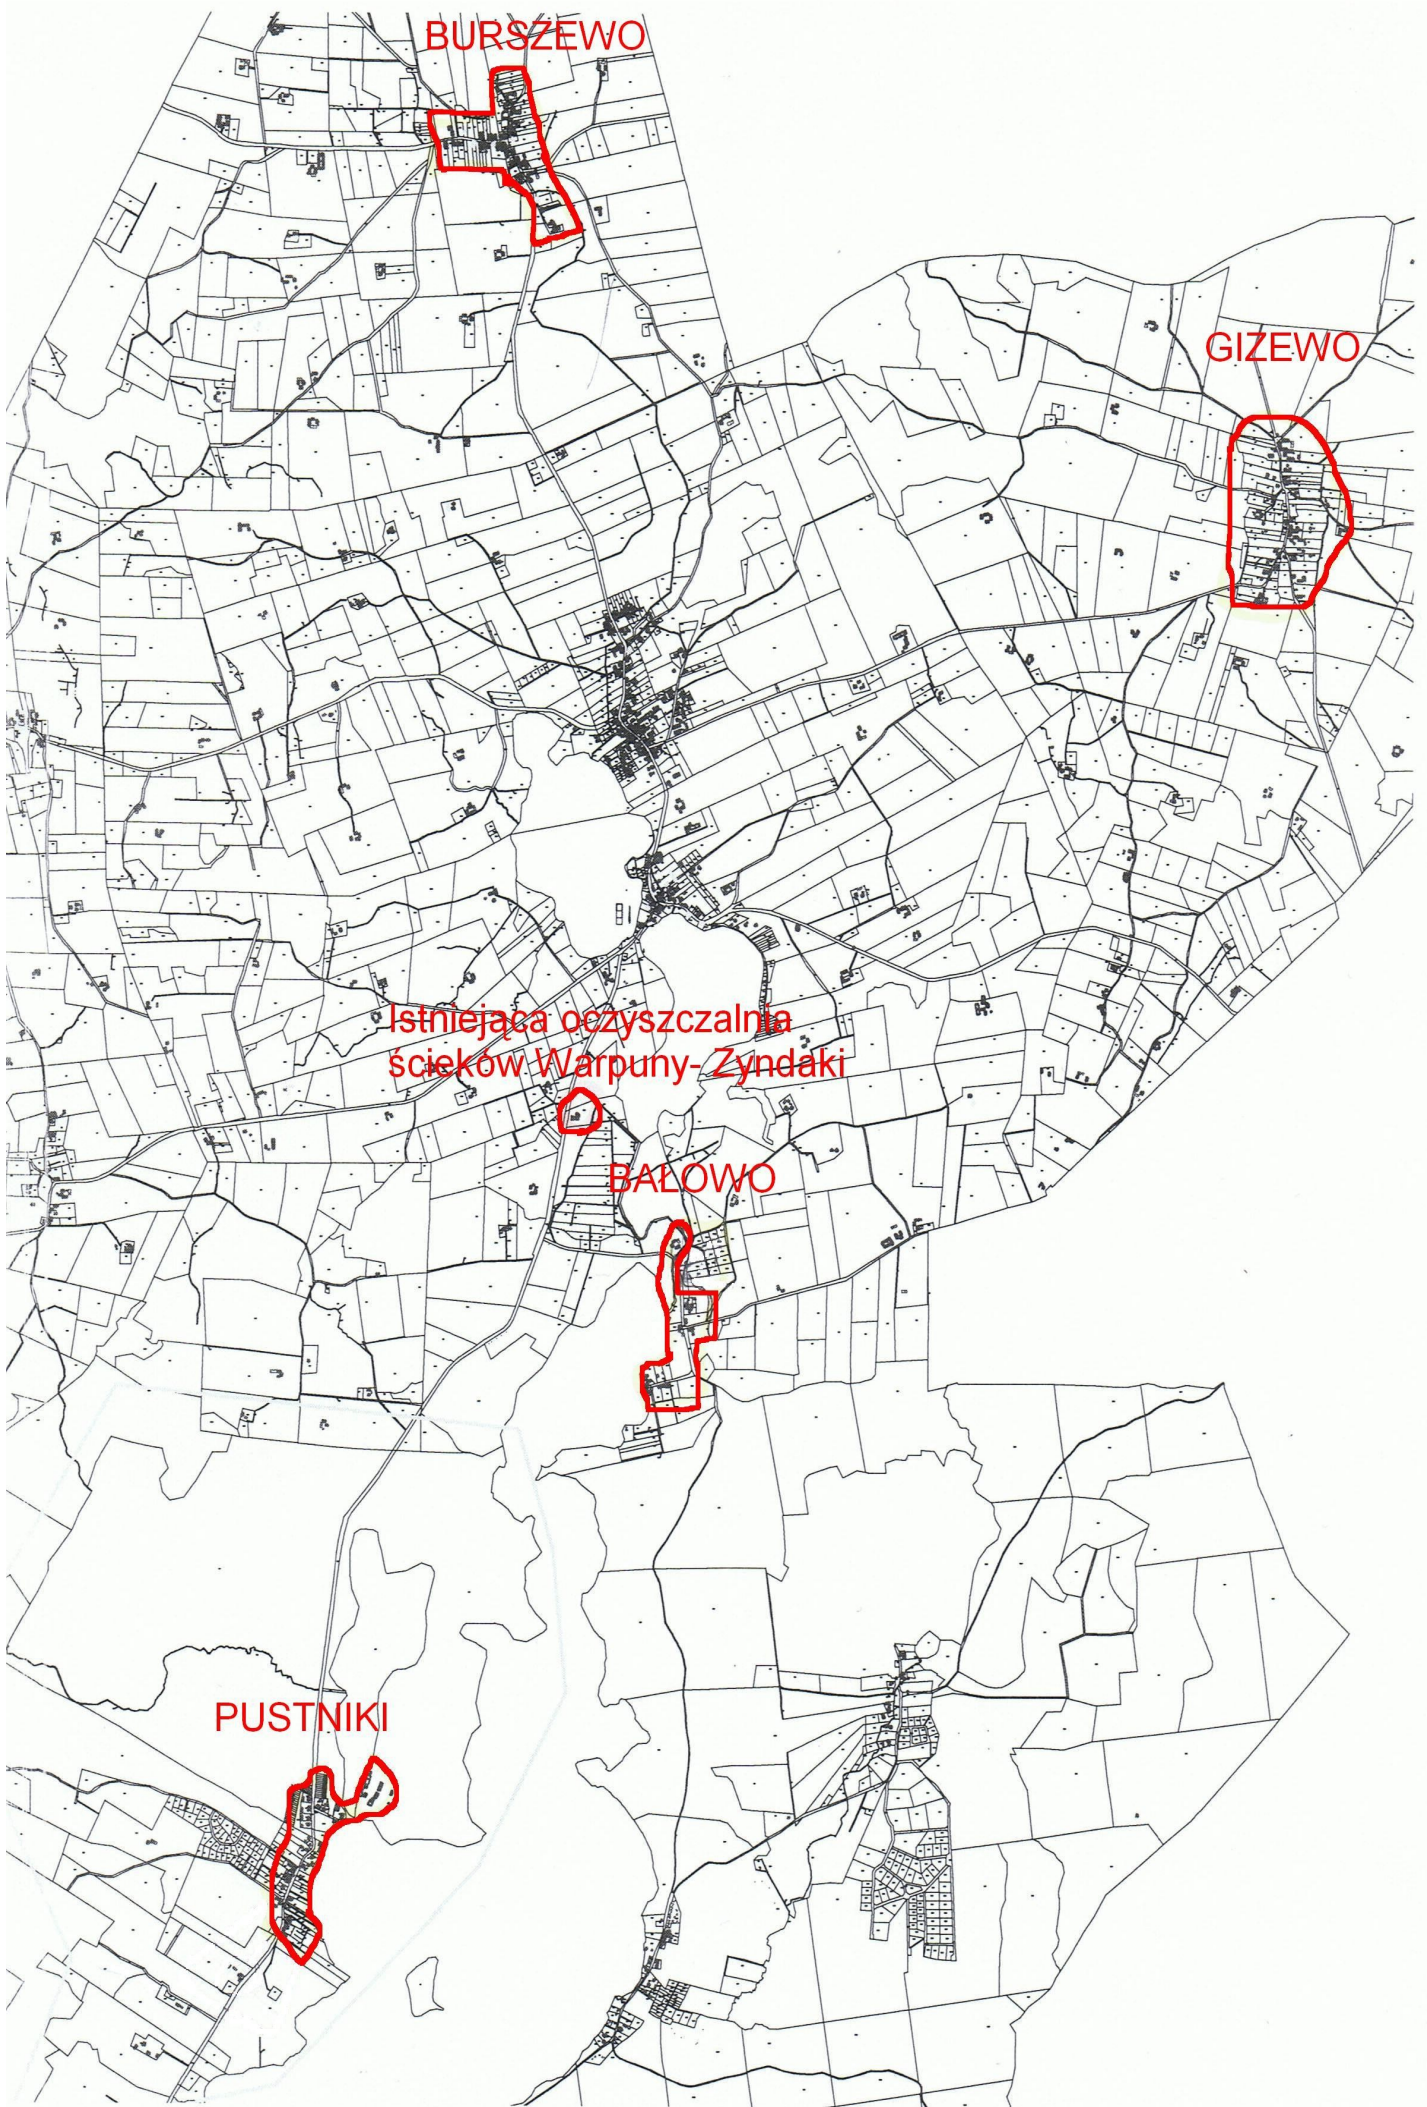 BURSZEWO
GIZEWO
Istniejąca oczyszczalnia
ścieków Warpuny- Zyndaki
BAŁOWO
PUSTNIKI